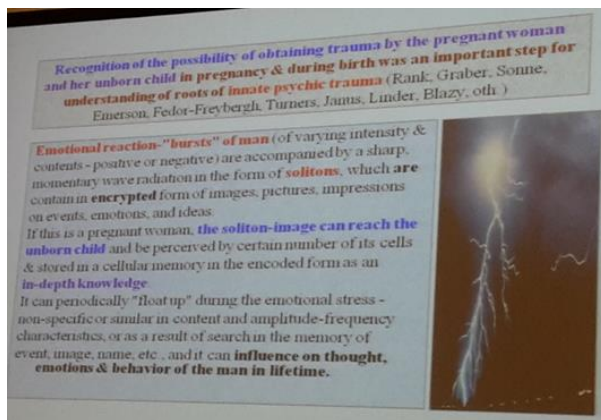 Recognition of the possibility of obtaining trauma by the pregnant woman
and her unborn child in pregnancy & during birth was an important step for
understanding of roots of innate psychic trauma (Rank, Graber, Sonne,
Emerson, Fedor-Freybergh, Turners, Janus, Linder, Blazy, oth.)
Emotional reaction-"bursts" of man (of varying intensity &
contents - positive or negative) are accompanied by a sharp,
momentary wave radiation in the form of solitons, which are
contain in encrypted form of images, pictures, impressions
on events, emotions, and ideas.
If this is a pregnant woman, the soliton-image can reach the
unborn child and be perceived by certain number of its cells
& stored in a cellular memory in the encoded form as an
in-depth knowledge.
It can periodically "float up" during the emotional stress -
non-specific or similar in content and amplitude-frequency
characteristics, or as a result of search in the memory of
event, image, name, etc., and it can influence on thought,
emotions & behavior of the man in lifetime.